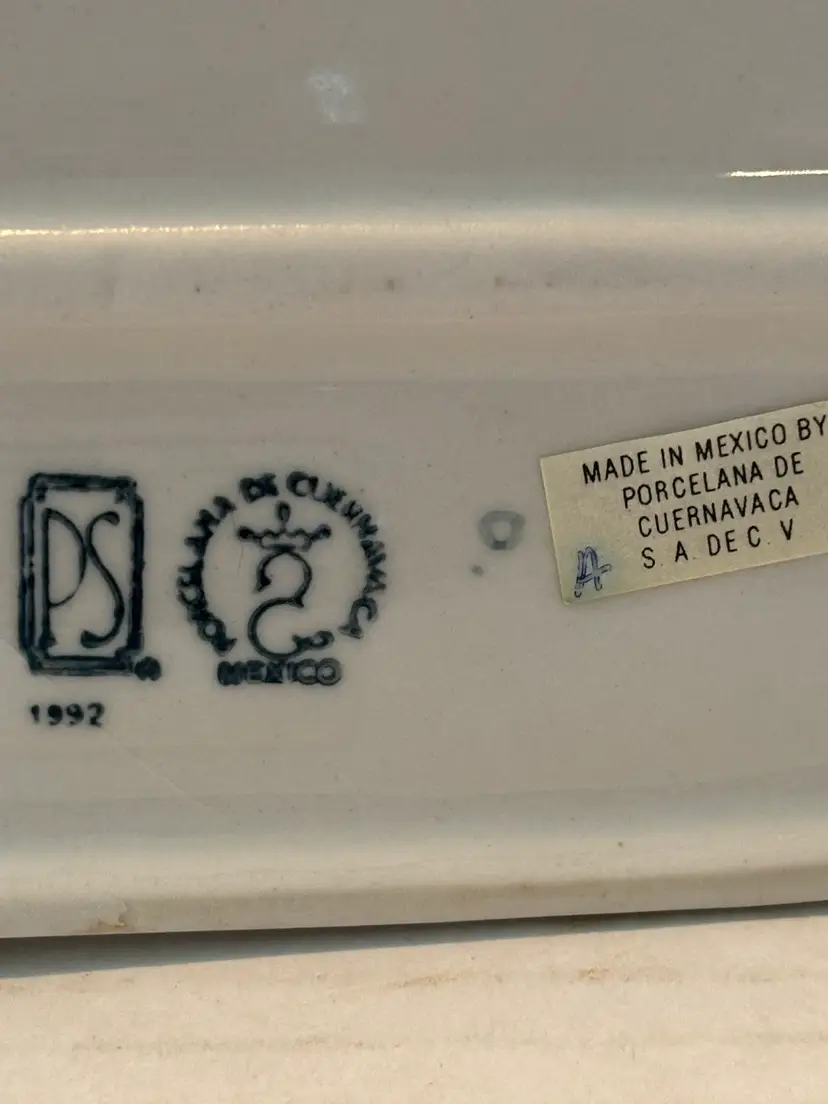 PS
®
1992
PORCELANA DE CUERNAVACA
MEXICO
MADE IN MEXICO BY
PORCELANA DE
CUERNAVACA
S. A. DE C. V
A